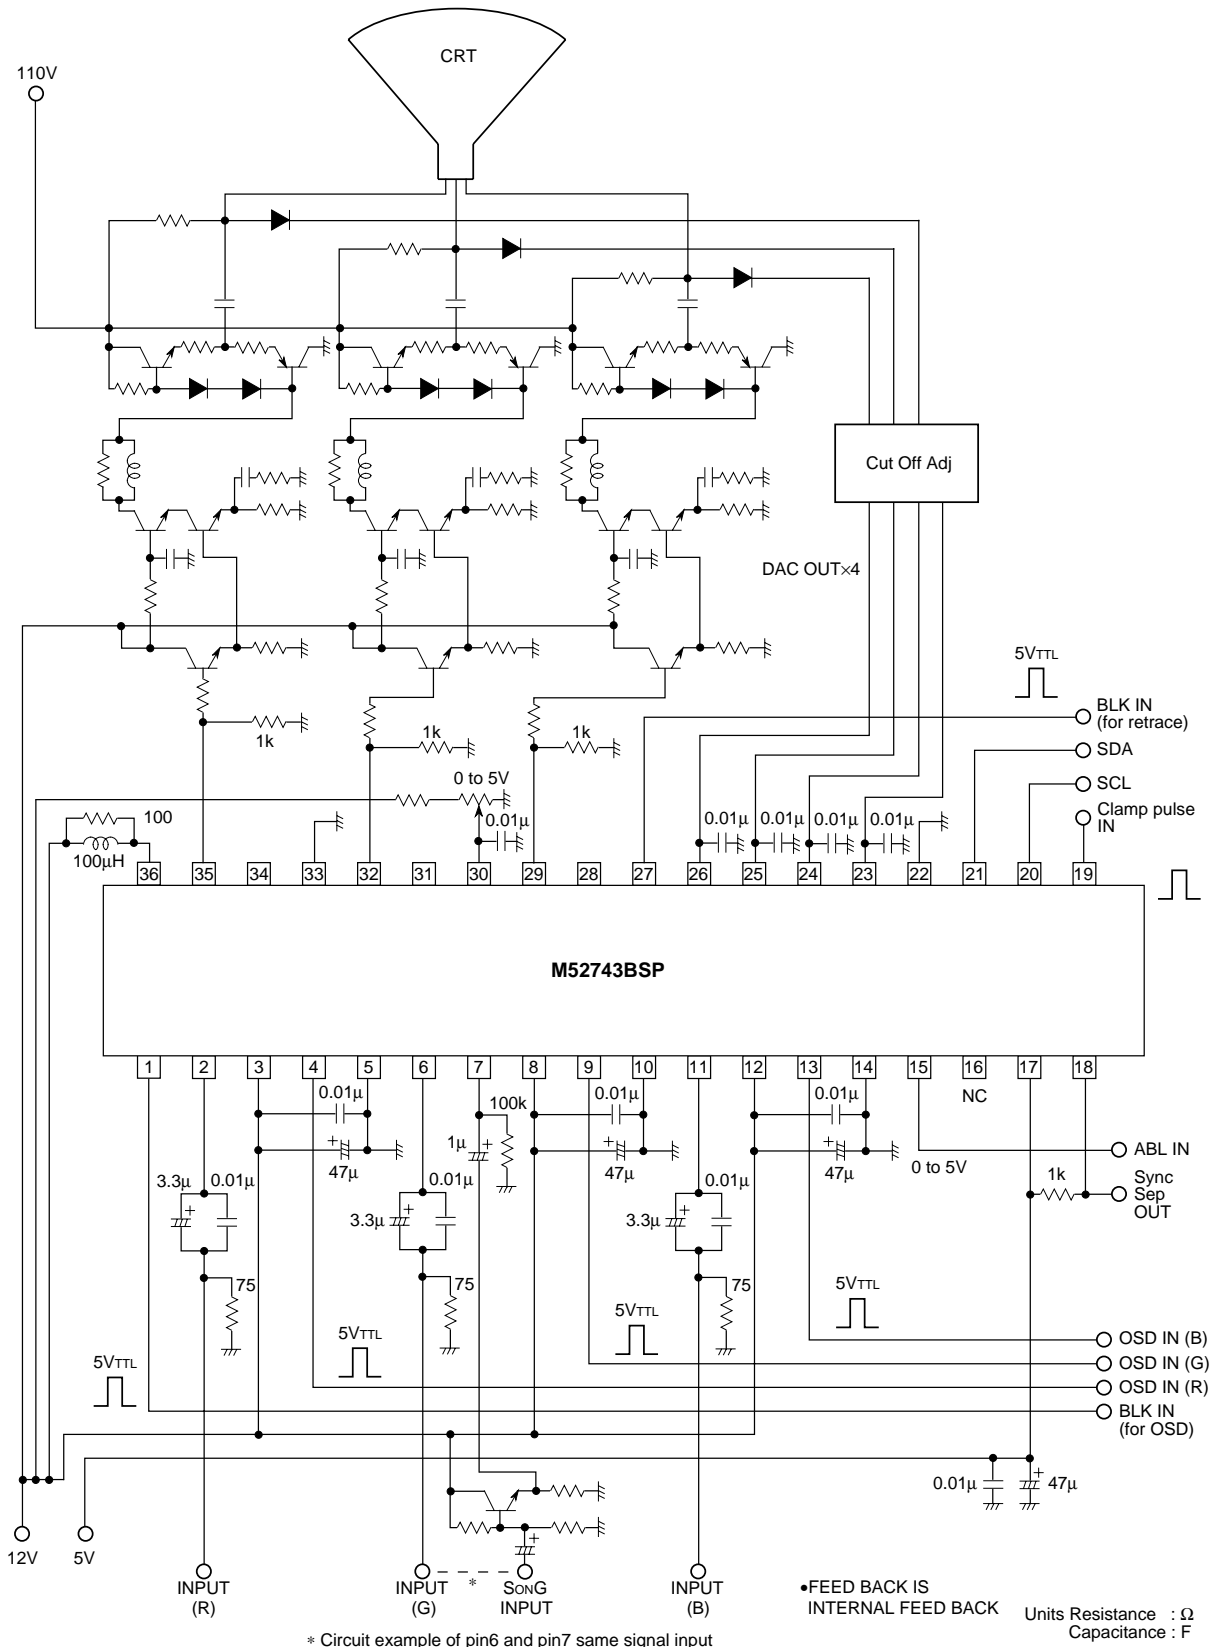 CRT
110V
Cut Off Adj
DAC OUT×4
5VTTL
BLK IN
(for retrace)
1k
1k
1k
SDA
0 to 5V
SCL
100
0.01μ
0.01μ
0.01μ
0.01μ
0.01μ
Clamp pulse
IN
100μH
36
35
34
33
32
31
30
29
28
27
26
25
24
23
22
21
20
19
M52743BSP
1
2
3
4
5
6
7
8
9
10
11
12
13
14
15
16
17
18
NC
0.01μ
0.01μ
0.01μ
100k
1μ
47μ
47μ
47μ
0 to 5V
ABL IN
1k
Sync
Sep
OUT
3.3μ
0.01μ
3.3μ
0.01μ
3.3μ
0.01μ
75
75
75
5VTTL
5VTTL
5VTTL
5VTTL
OSD IN (B)
OSD IN (G)
OSD IN (R)
BLK IN
(for OSD)
0.01μ
47μ
12V
5V
INPUT
(R)
INPUT
(G)
*
SONG
INPUT
INPUT
(B)
•FEED BACK IS
INTERNAL FEED BACK
Units Resistance : Ω
Capacitance : F
* Circuit example of pin6 and pin7 same signal input